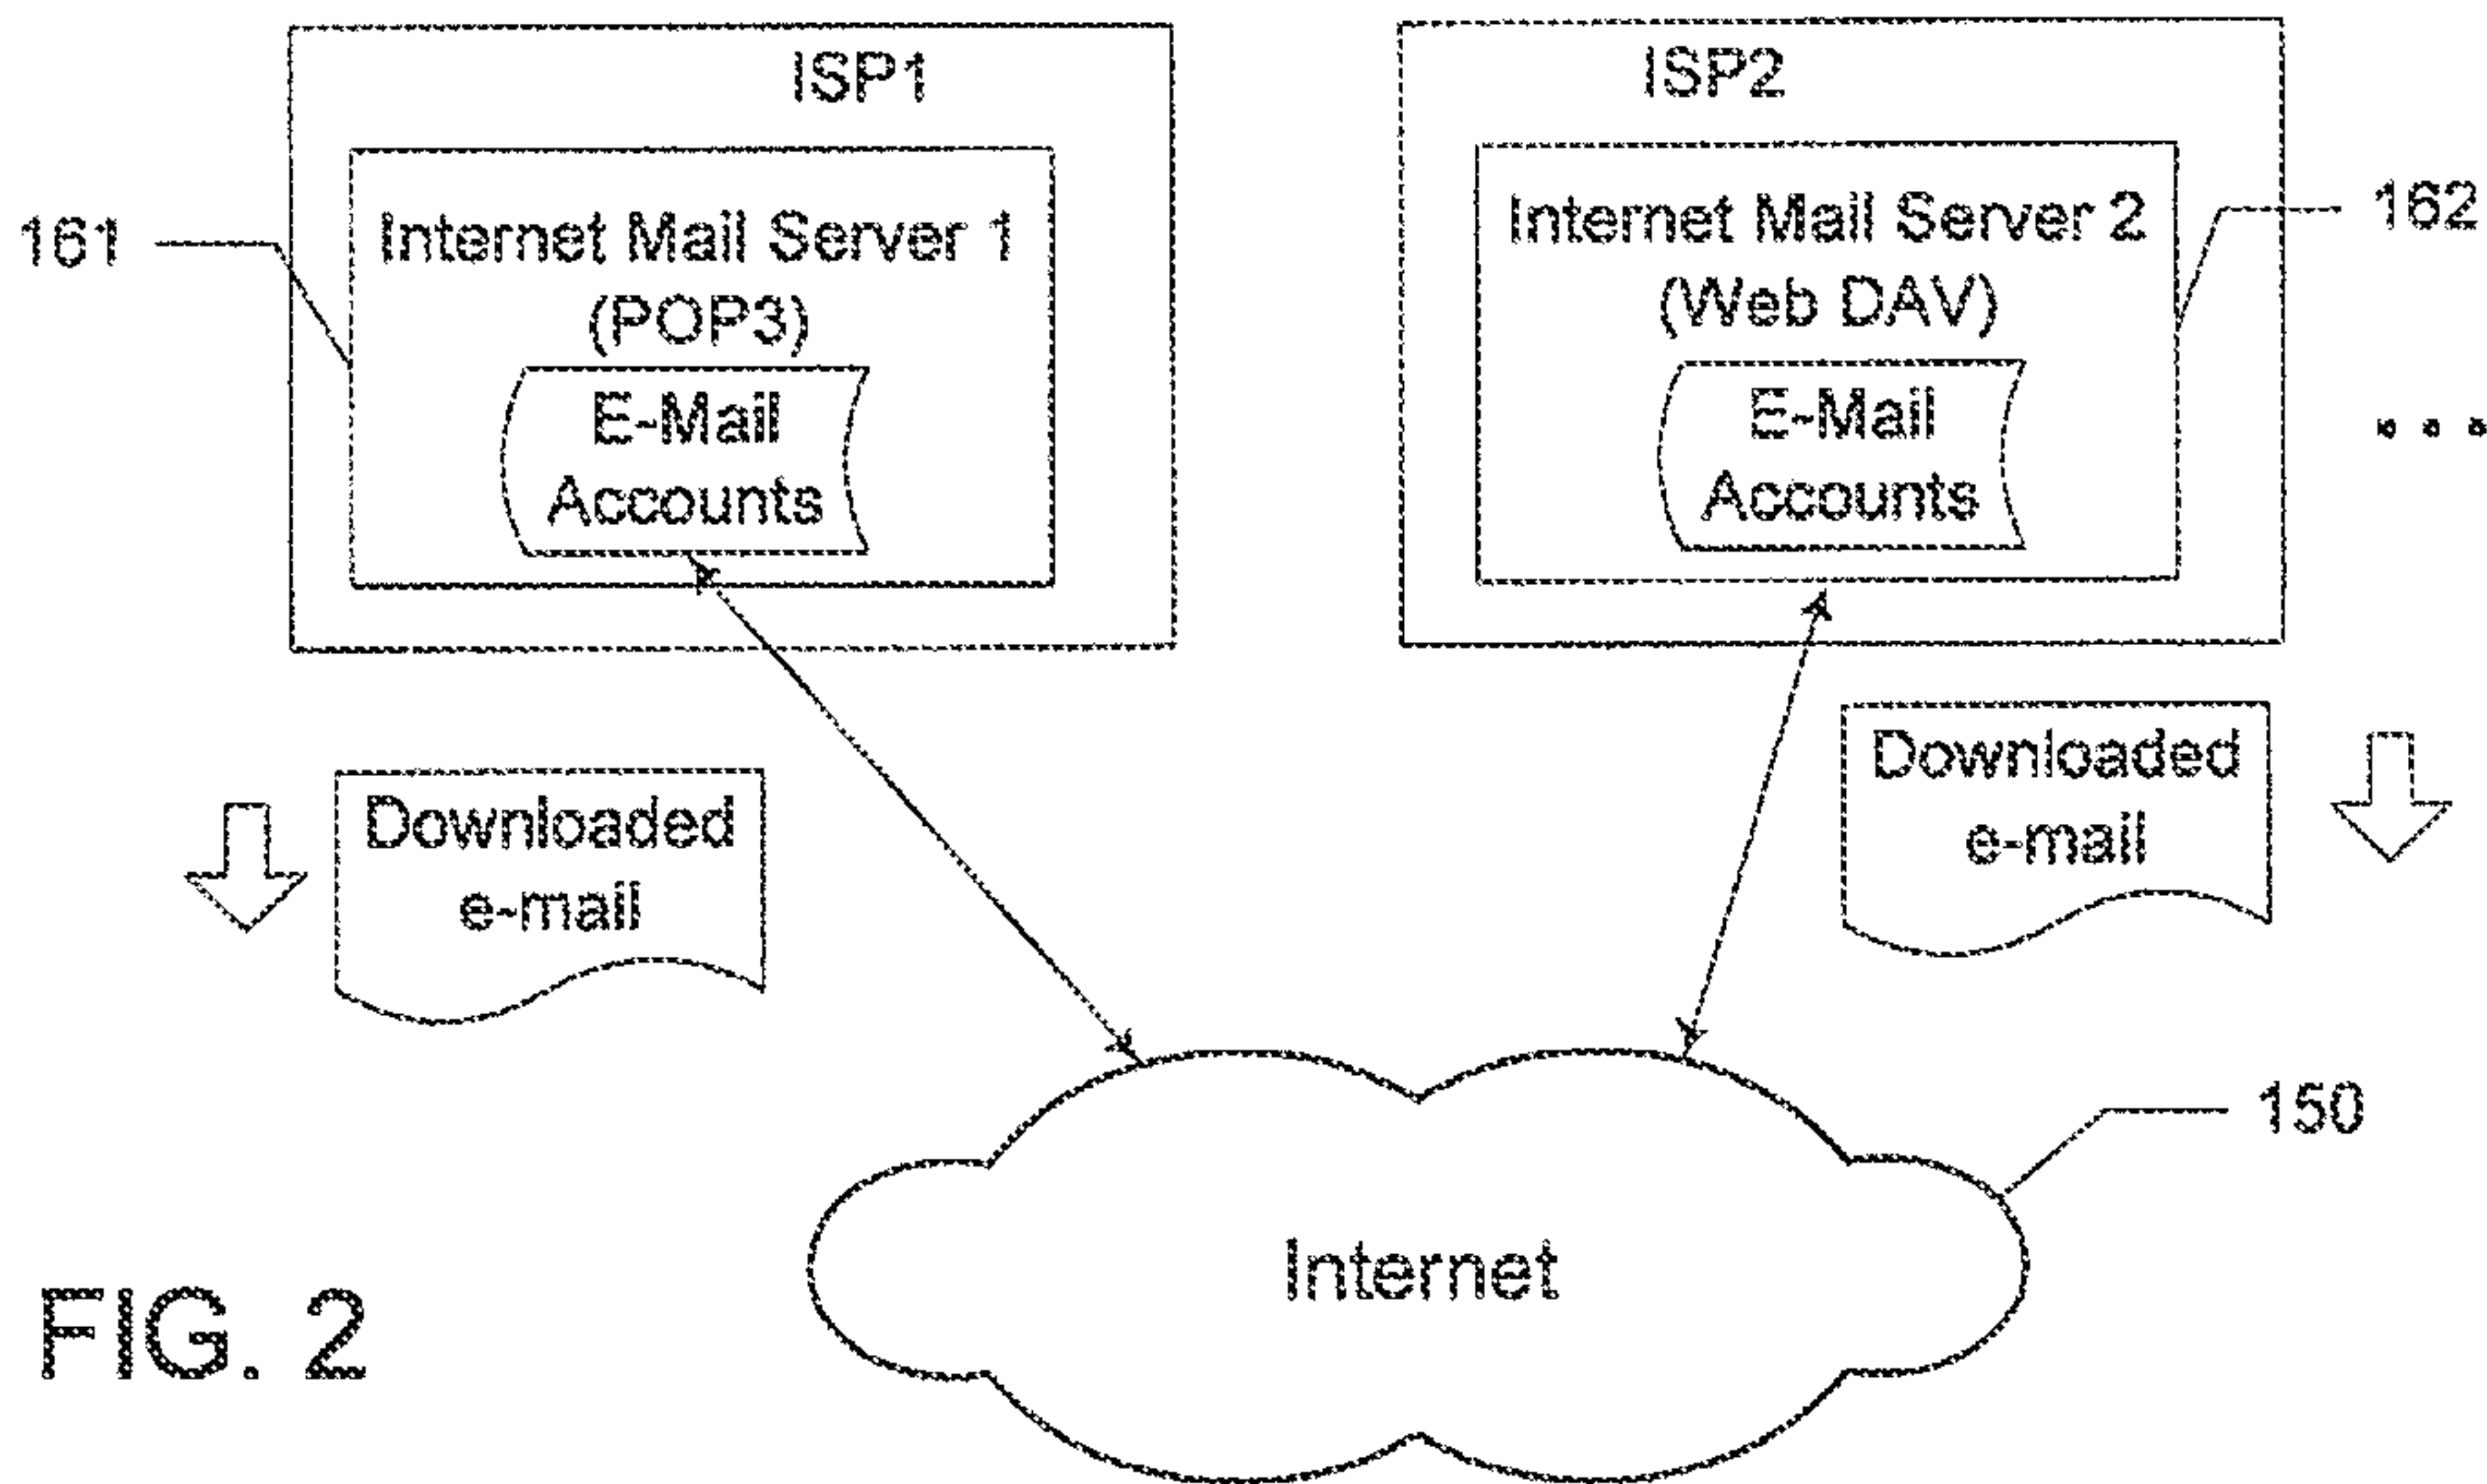 ISP1
ISP2
161
Internet Mail Server 1
(POP3)
E-Mail
Accounts
Internet Mail Server 2
(Web DAV)
E-Mail
Accounts
162
...
Downloaded
e-mail
Downloaded
e-mail
150
Internet
FIG. 2